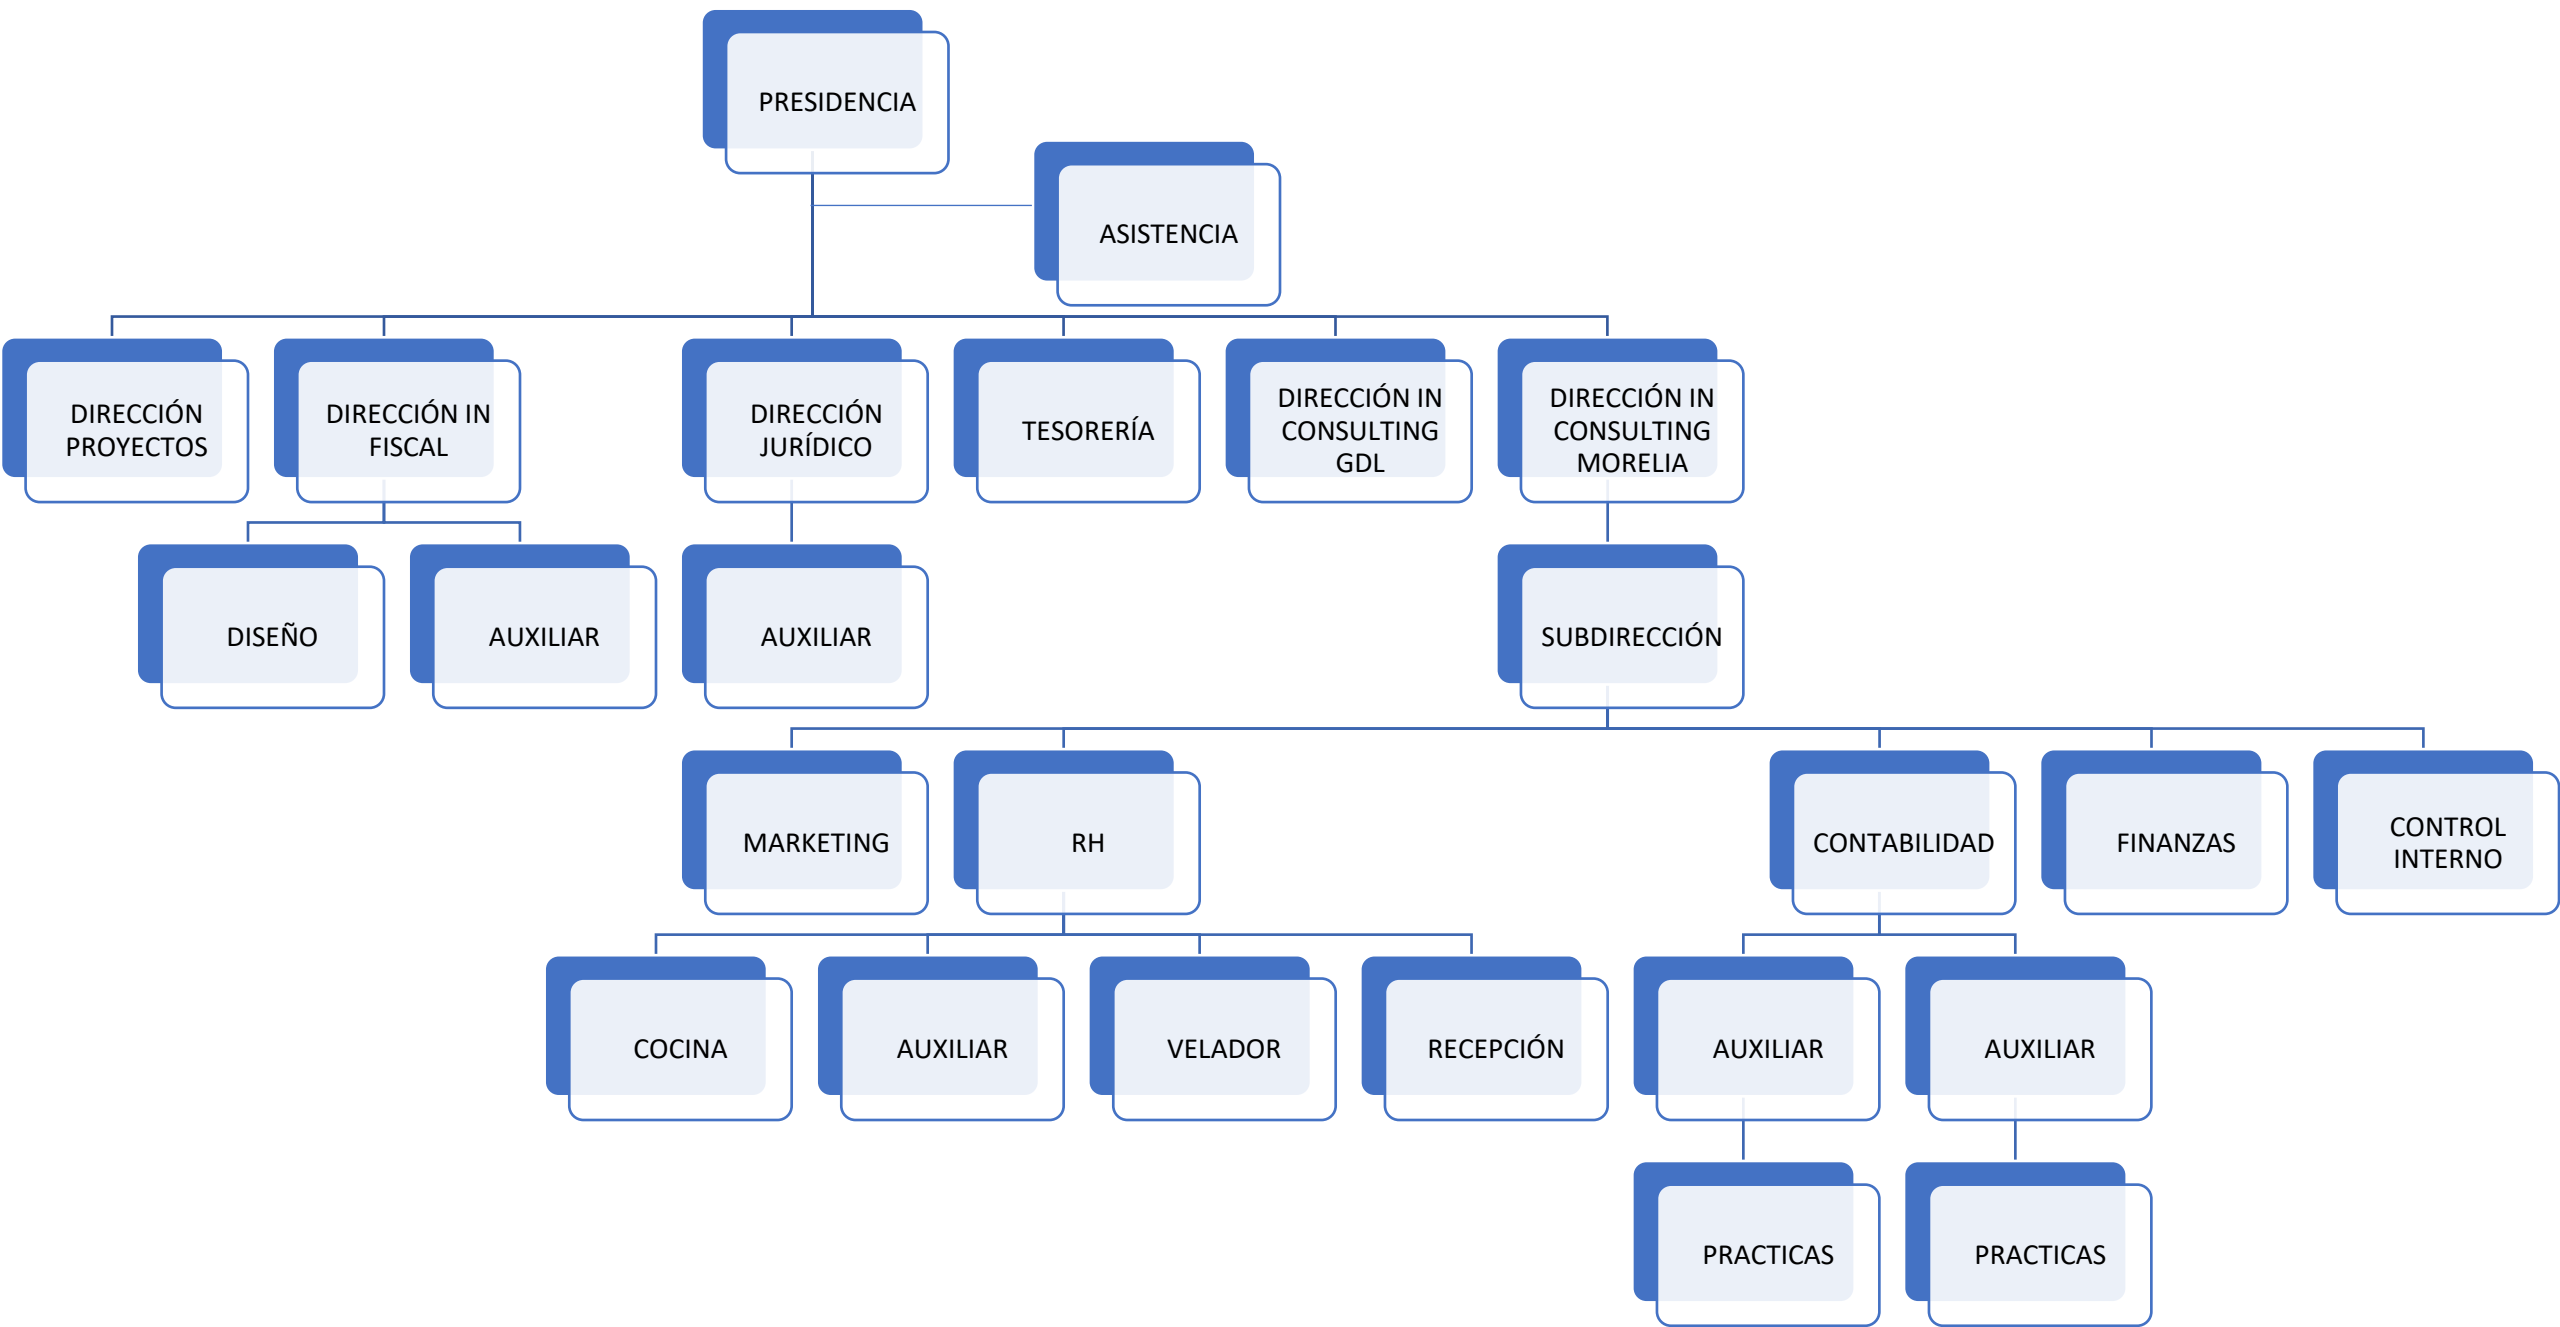 PRESIDENCIA
ASISTENCIA
DIRECCIÓN
PROYECTOS
DIRECCIÓN IN
FISCAL
DIRECCIÓN
JURÍDICO
TESORERÍA
DIRECCIÓN IN
CONSULTING
GDL
DIRECCIÓN IN
CONSULTING
MORELIA
DISEÑO
AUXILIAR
AUXILIAR
SUBDIRECCIÓN
MARKETING
RH
CONTABILIDAD
FINANZAS
CONTROL
INTERNO
COCINA
AUXILIAR
VELADOR
RECEPCIÓN
AUXILIAR
AUXILIAR
PRACTICAS
PRACTICAS